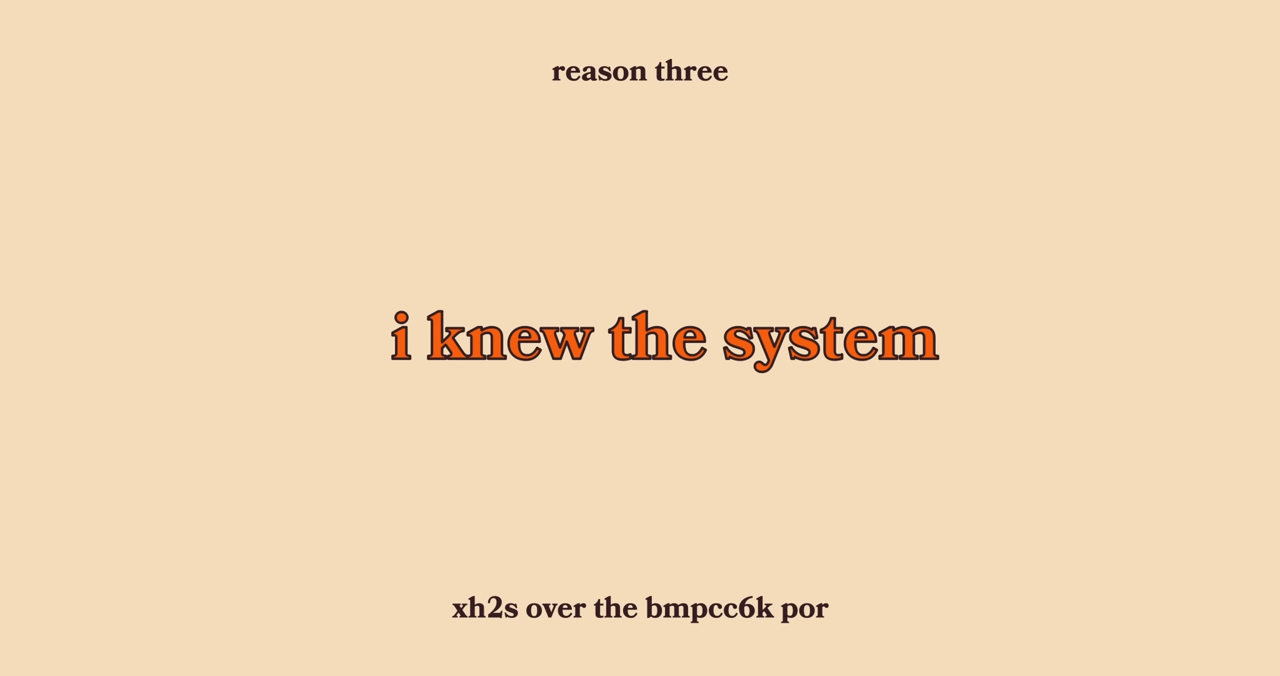 reason three
i knew the system
xh2s over the bmpcc6k por